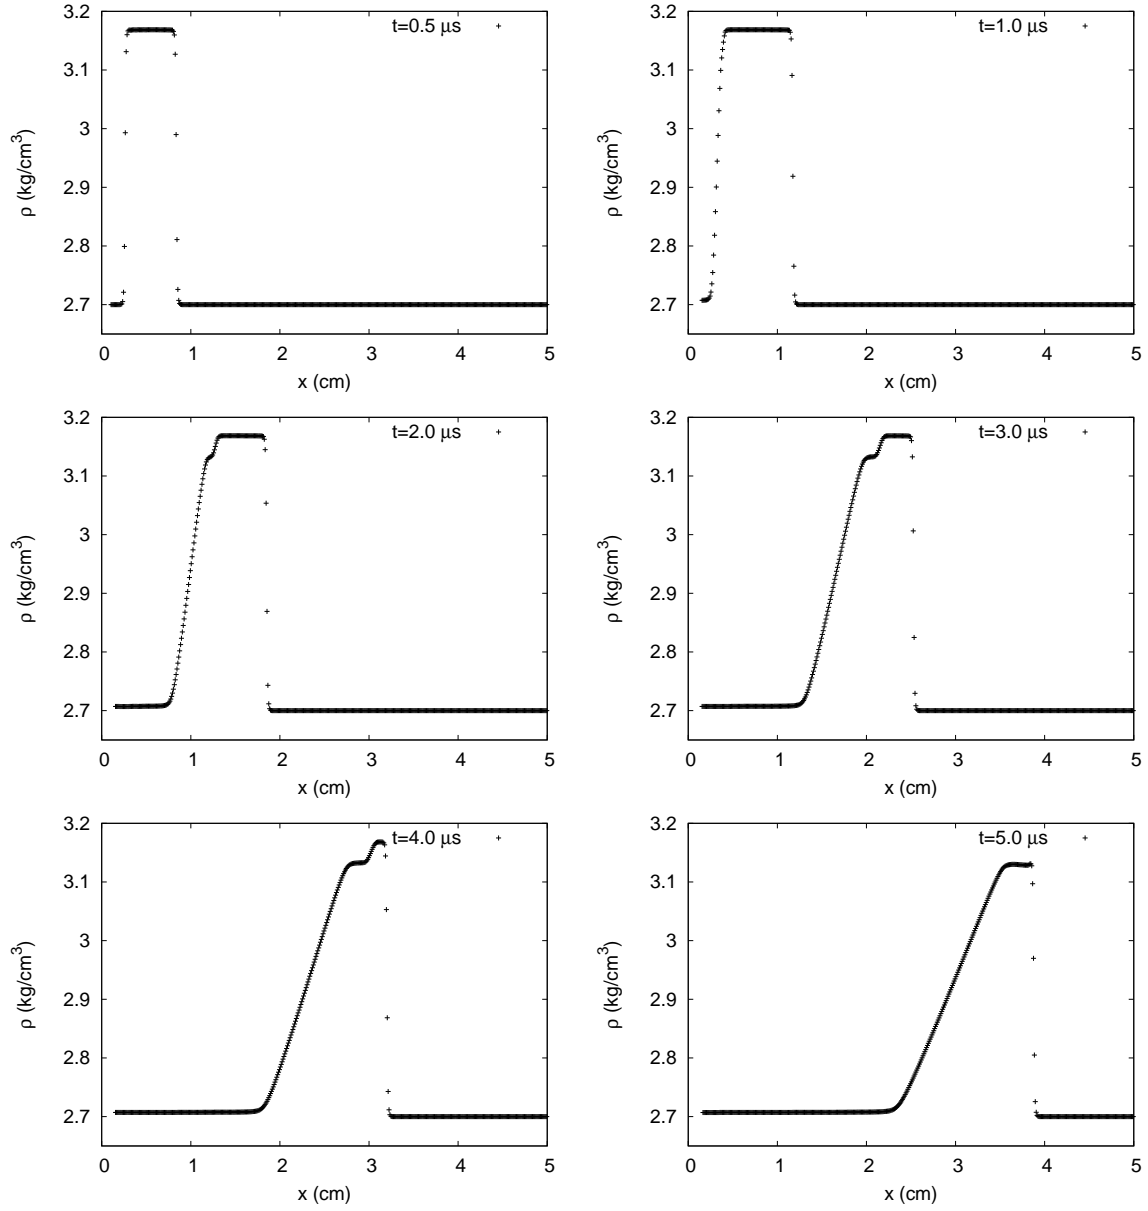 t=0.5 μs
3.2
3.1
3
2.9
2.8
2.7
ρ (kg/cm³)
0 1 2 3 4 5
x (cm)
t=1.0 μs
3.2
3.1
3
2.9
2.8
2.7
ρ (kg/cm³)
0 1 2 3 4 5
x (cm)
t=2.0 μs
3.2
3.1
3
2.9
2.8
2.7
ρ (kg/cm³)
0 1 2 3 4 5
x (cm)
t=3.0 μs
3.2
3.1
3
2.9
2.8
2.7
ρ (kg/cm³)
0 1 2 3 4 5
x (cm)
t=4.0 μs
3.2
3.1
3
2.9
2.8
2.7
ρ (kg/cm³)
0 1 2 3 4 5
x (cm)
t=5.0 μs
3.2
3.1
3
2.9
2.8
2.7
ρ (kg/cm³)
0 1 2 3 4 5
x (cm)